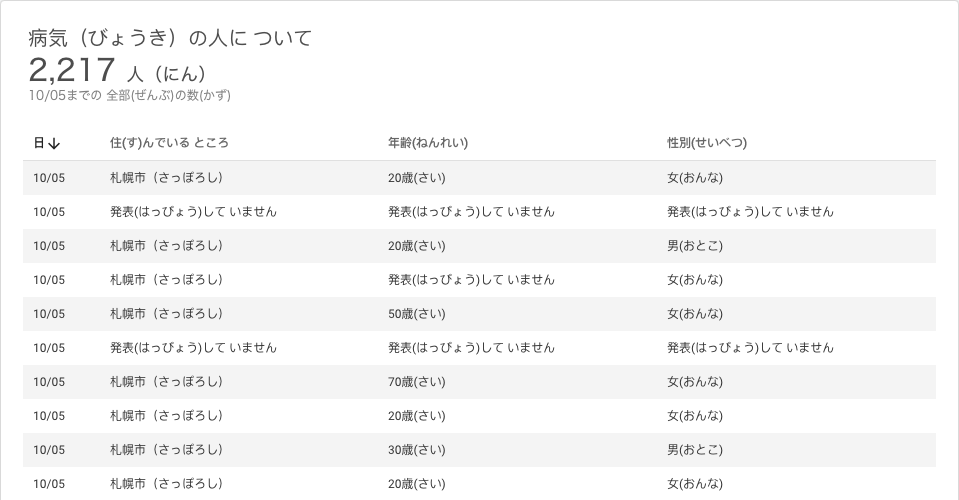 病気（びょうき）の人に ついて
2,217 人（にん）
10/05までの 全部(ぜんぶ)の数(かず)
日↓ 住(す)んでいる ところ 年齢(ねんれい) 性別(せいべつ)
10/05 札幌市（さっぽろし） 20歳(さい) 女(おんな)
10/05 発表(はっぴょう)して いません 発表(はっぴょう)して いません 発表(はっぴょう)して いません
10/05 札幌市（さっぽろし） 20歳(さい) 男(おとこ)
10/05 札幌市（さっぽろし） 発表(はっぴょう)して いません 女(おんな)
10/05 札幌市（さっぽろし） 50歳(さい) 女(おんな)
10/05 発表(はっぴょう)して いません 発表(はっぴょう)して いません 発表(はっぴょう)して いません
10/05 札幌市（さっぽろし） 70歳(さい) 女(おんな)
10/05 札幌市（さっぽろし） 20歳(さい) 女(おんな)
10/05 札幌市（さっぽろし） 30歳(さい) 男(おとこ)
10/05 札幌市（さっぽろし） 20歳(さい) 女(おんな)